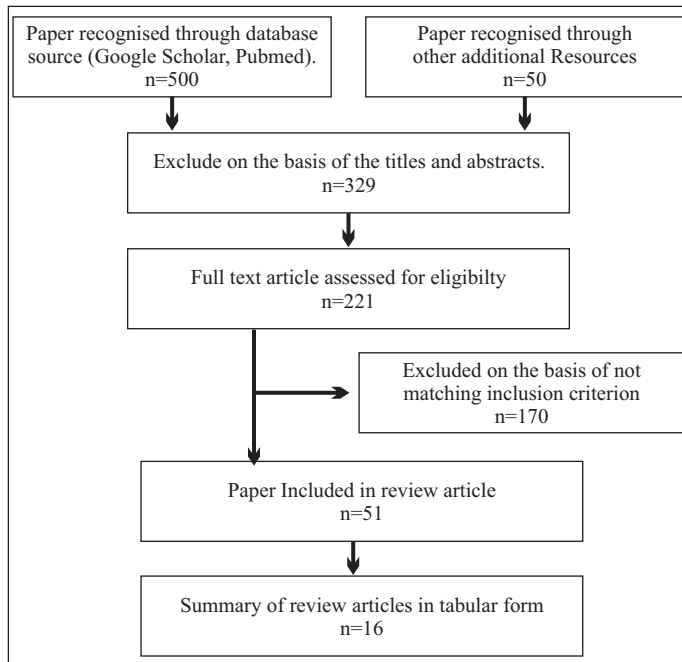 Paper recognised through database
source (Google Scholar, Pubmed).
n=500
Paper recognised through
other additional Resources
n=50
Exclude on the basis of the titles and abstracts.
n=329
Full text article assessed for eligibilty
n=221
Excluded on the basis of not
matching inclusion criterion
n=170
Paper Included in review article
n=51
Summary of review articles in tabular form
n=16